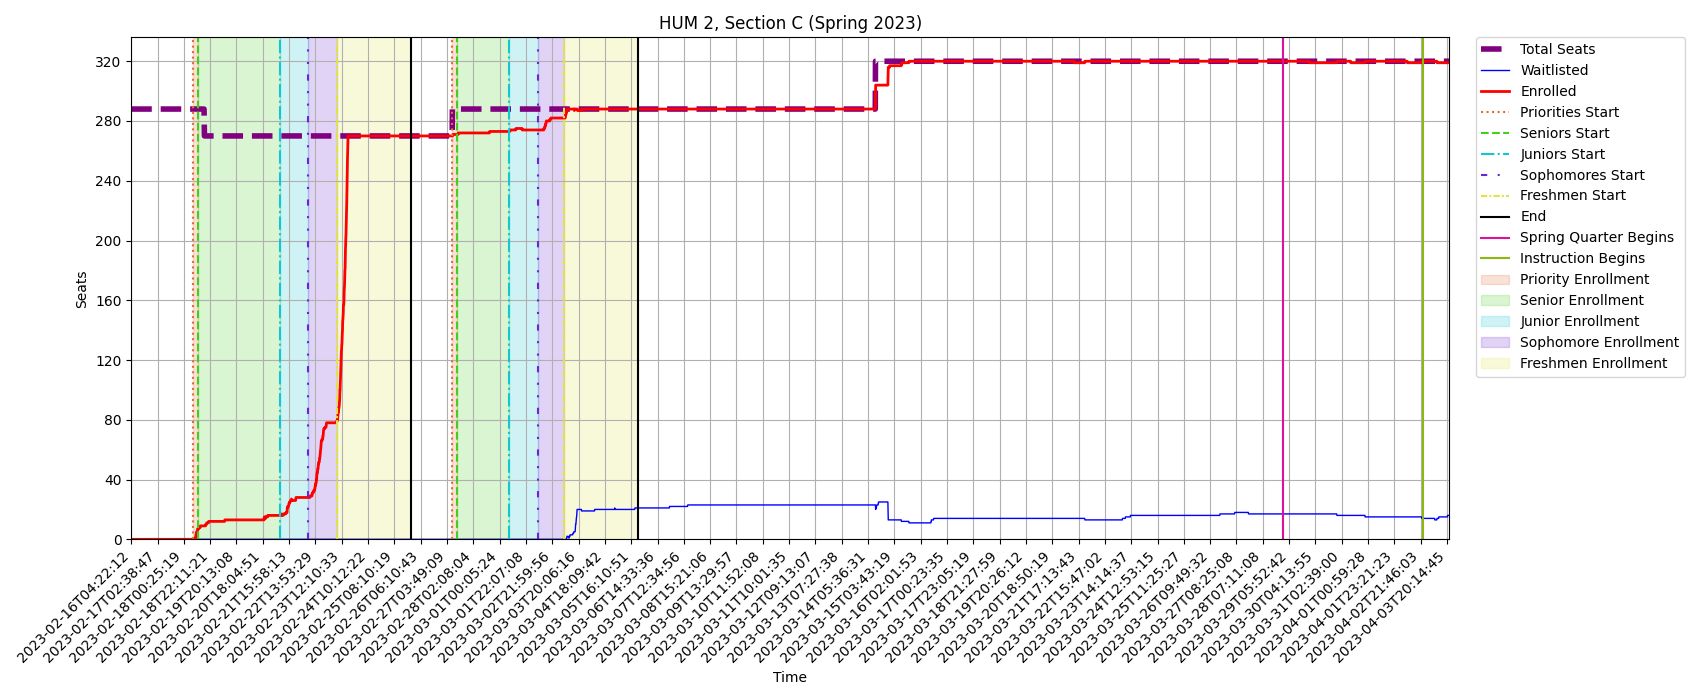 HUM 2, Section C (Spring 2023)
Seats
320
280
240
200
160
120
80
40
0
2023-02-16T04:22:12
2023-02-17T02:38:47
2023-02-18T00:25:19
2023-02-18T22:11:21
2023-02-19T20:13:08
2023-02-20T18:04:51
2023-02-21T15:58:13
2023-02-22T13:53:29
2023-02-23T12:10:33
2023-02-24T10:12:22
2023-02-25T08:10:19
2023-02-26T06:10:43
2023-02-27T03:49:09
2023-02-28T02:08:04
2023-03-01T00:05:24
2023-03-01T22:07:08
2023-03-02T21:59:56
2023-03-03T20:06:16
2023-03-04T18:09:42
2023-03-05T16:10:51
2023-03-06T14:33:36
2023-03-07T12:34:56
2023-03-08T15:21:06
2023-03-09T13:29:57
2023-03-10T11:52:08
2023-03-11T10:01:35
2023-03-12T09:13:07
2023-03-13T07:27:38
2023-03-14T05:36:31
2023-03-15T03:43:19
2023-03-16T02:01:53
2023-03-17T00:23:35
2023-03-17T23:05:19
2023-03-18T21:27:59
2023-03-19T20:26:12
2023-03-20T18:50:19
2023-03-21T17:13:43
2023-03-22T15:47:02
2023-03-23T14:14:37
2023-03-24T12:53:15
2023-03-25T11:25:27
2023-03-26T09:49:32
2023-03-27T08:25:08
2023-03-28T07:11:08
2023-03-29T05:52:42
2023-03-30T04:13:55
2023-03-31T02:39:00
2023-04-01T00:59:28
2023-04-01T23:21:23
2023-04-02T21:46:03
2023-04-03T20:14:45
Time
Total Seats
Waitlisted
Enrolled
Priorities Start
Seniors Start
Juniors Start
Sophomores Start
Freshmen Start
End
Spring Quarter Begins
Instruction Begins
Priority Enrollment
Senior Enrollment
Junior Enrollment
Sophomore Enrollment
Freshmen Enrollment